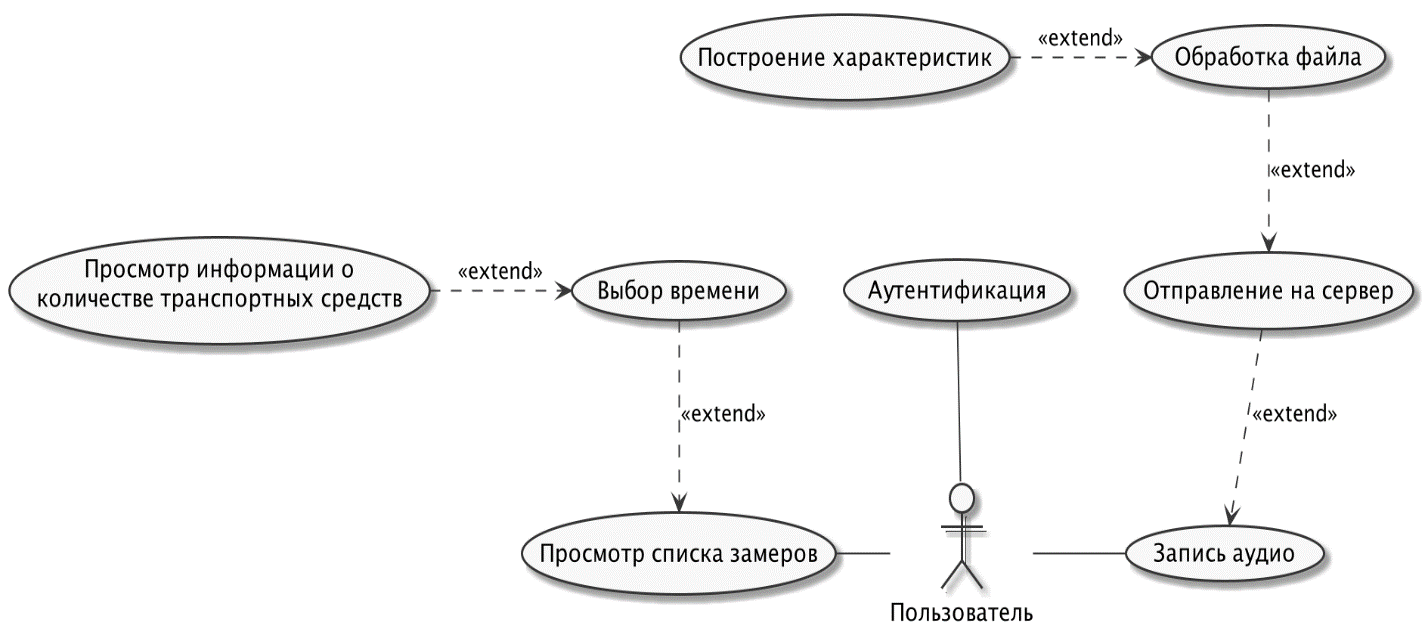 «extend»
Построение характеристик
Обработка файла
«extend»
Просмотр информации о
количестве транспортных средств
«extend»
Выбор времени
Аутентификация
Отправление на сервер
«extend»
«extend»
Просмотр списка замеров
Запись аудио
Пользователь